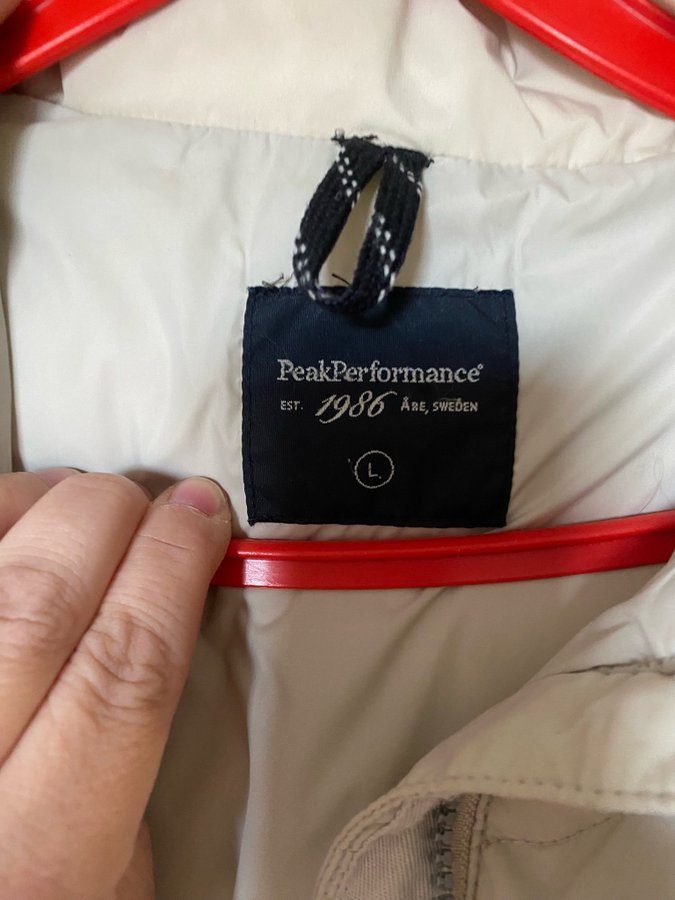 PeakPerformance®
EST. 1986 ÅRE, SWEDEN
L